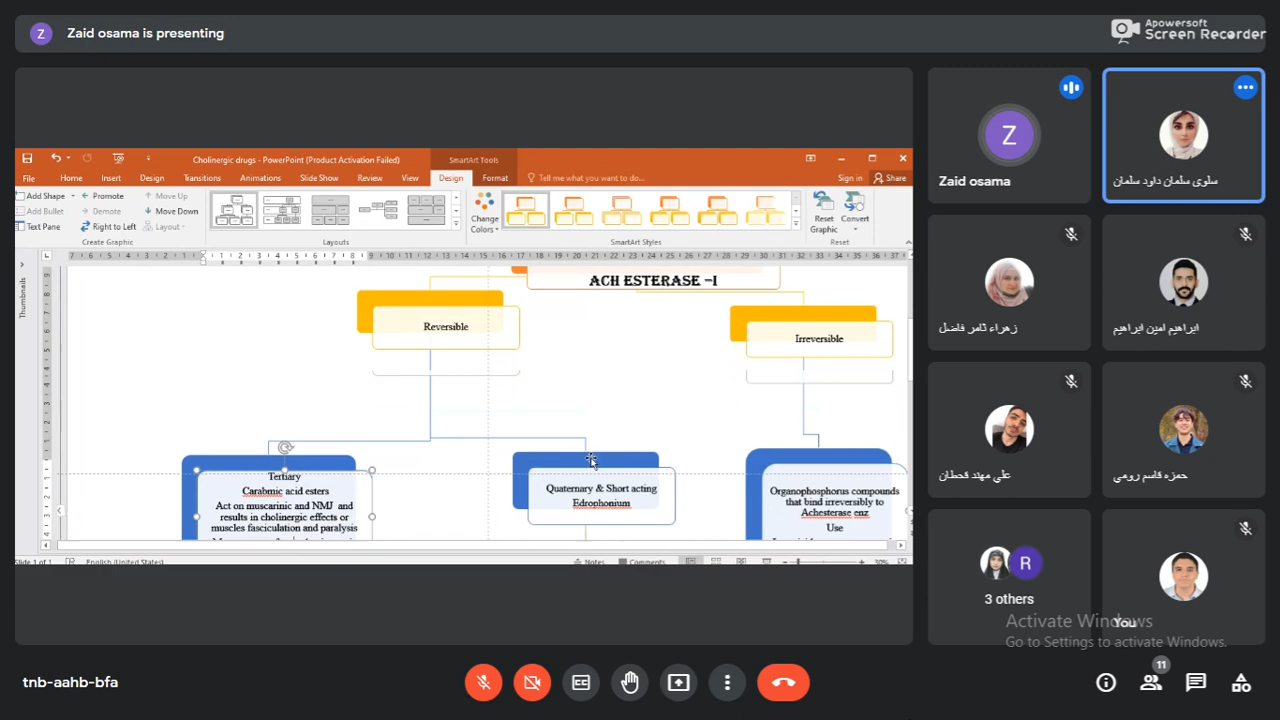 Z
Zaid osama is presenting
Apowersoft
Screen Recorder
Cholinergic drugs - PowerPoint (Product Activation Failed)
SmartArt Tools
File
Home
Insert
Design
Transitions
Animations
Slide Show
Review
View
Design
Format
Tell me what you want to do...
Sign in
Share
Add Shape
Promote
Move Up
Add Bullet
Demote
Move Down
Text Pane
Right to Left
Layout
Create Graphic
Layouts
Change Colors
SmartArt Styles
Reset Graphic
Convert
Reset
Thumbnails
ACH ESTERASE –I
Reversible
Irreversible
Tertiary
Carabmic acid esters
Act on muscarinic and NMJ and
results in cholinergic effects or
muscles fasciculation and paralysis
Quaternary & Short acting
Edrophonium
Organophosphorus compounds
that bind irreversibly to
Achesterase enz
Use
Slide 1 of 1
English (United States)
Notes
Comments
30%
Z
Zaid osama
سلوى سلمان داود سلمان
زهراء ثامر فاضل
ابراهيم امين ابراهيم
علي مهند قحطان
حمزه قاسم رومي
R
3 others
You
Activate Windows
Go to Settings to activate Windows.
tnb-aahb-bfa
CC
11